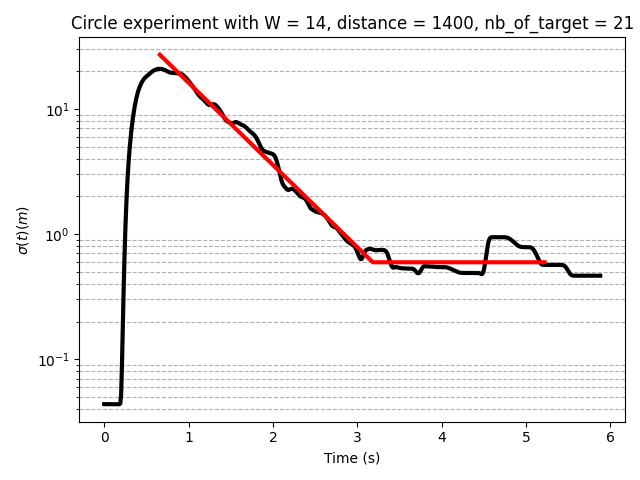 Circle experiment with W = 14, distance = 1400, nb_of_target = 21
10¹
10⁰
10⁻¹
σ(t)(m)
0 1 2 3 4 5 6
Time (s)